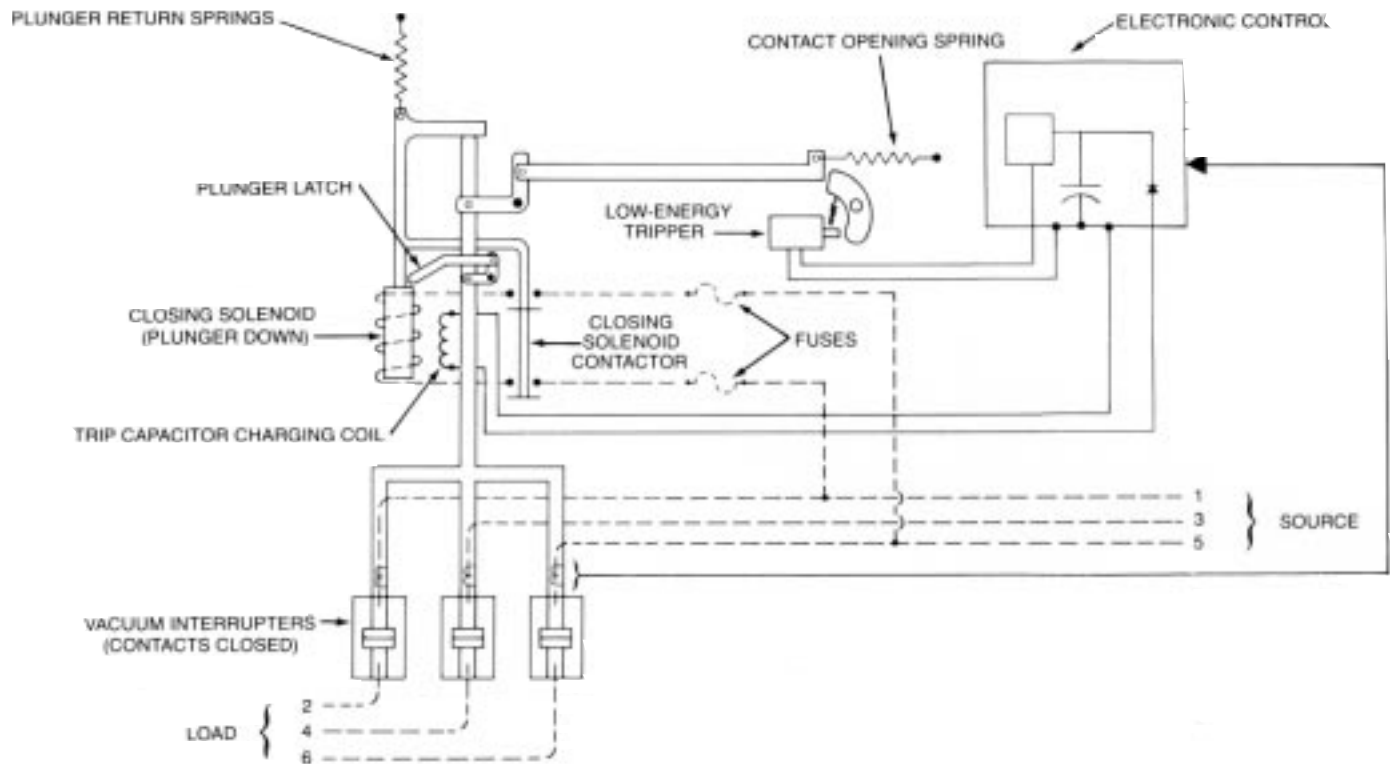 PLUNGER RETURN SPRINGS
ELECTRONIC CONTROL
CONTACT OPENING SPRING
PLUNGER LATCH
LOW-ENERGY
TRIPPER
CLOSING SOLENOID
(PLUNGER DOWN)
CLOSING
SOLENOID
CONTACTOR
FUSES
TRIP CAPACITOR CHARGING COIL
1
3
5
SOURCE
VACUUM INTERRUPTERS
(CONTACTS CLOSED)
2
4
6
LOAD